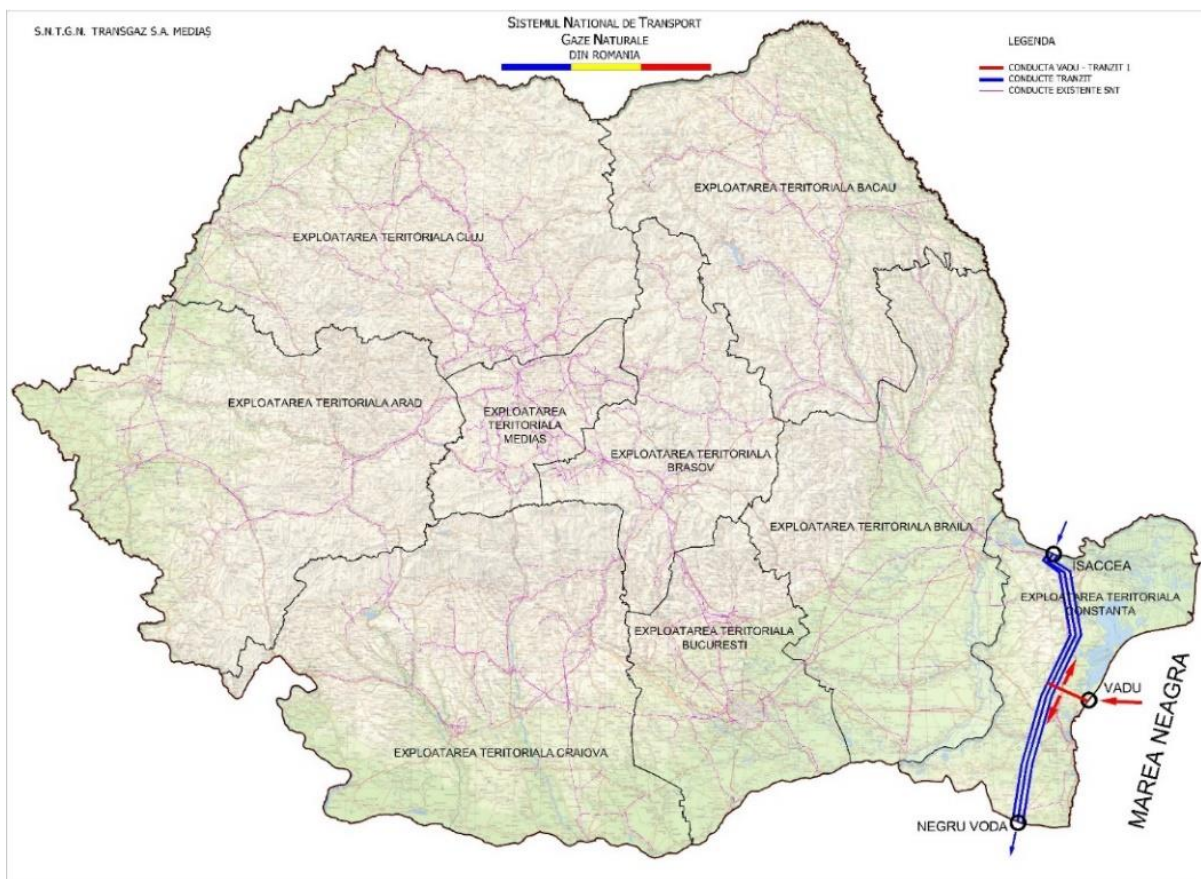 S.N.T.G.N. TRANSGAZ S.A. MEDIAȘ
SISTEMUL NATIONAL DE TRANSPORT
GAZE NATURALE
DIN ROMANIA
LEGENDA
CONDUCTA VADU - TRANZIT 1
CONDUCTE TRANZIT
CONDUCTE EXISTENTE SNT
EXPLOATAREA TERITORIALA BACAU
EXPLOATAREA TERITORIALA CLUJ
EXPLOATAREA TERITORIALA ARAD
EXPLOATAREA
TERITORIALA
MEDIAS
EXPLOATAREA TERITORIALA
BRASOV
EXPLOATAREA TERITORIALA BRAILA
ISACCEA
EXPLOATAREA TERITORIALA
CONSTANTA
EXPLOATAREA TERITORIALA
BUCURESTI
VADU
MAREA NEAGRA
EXPLOATAREA TERITORIALA CRAIOVA
NEGRU VODA